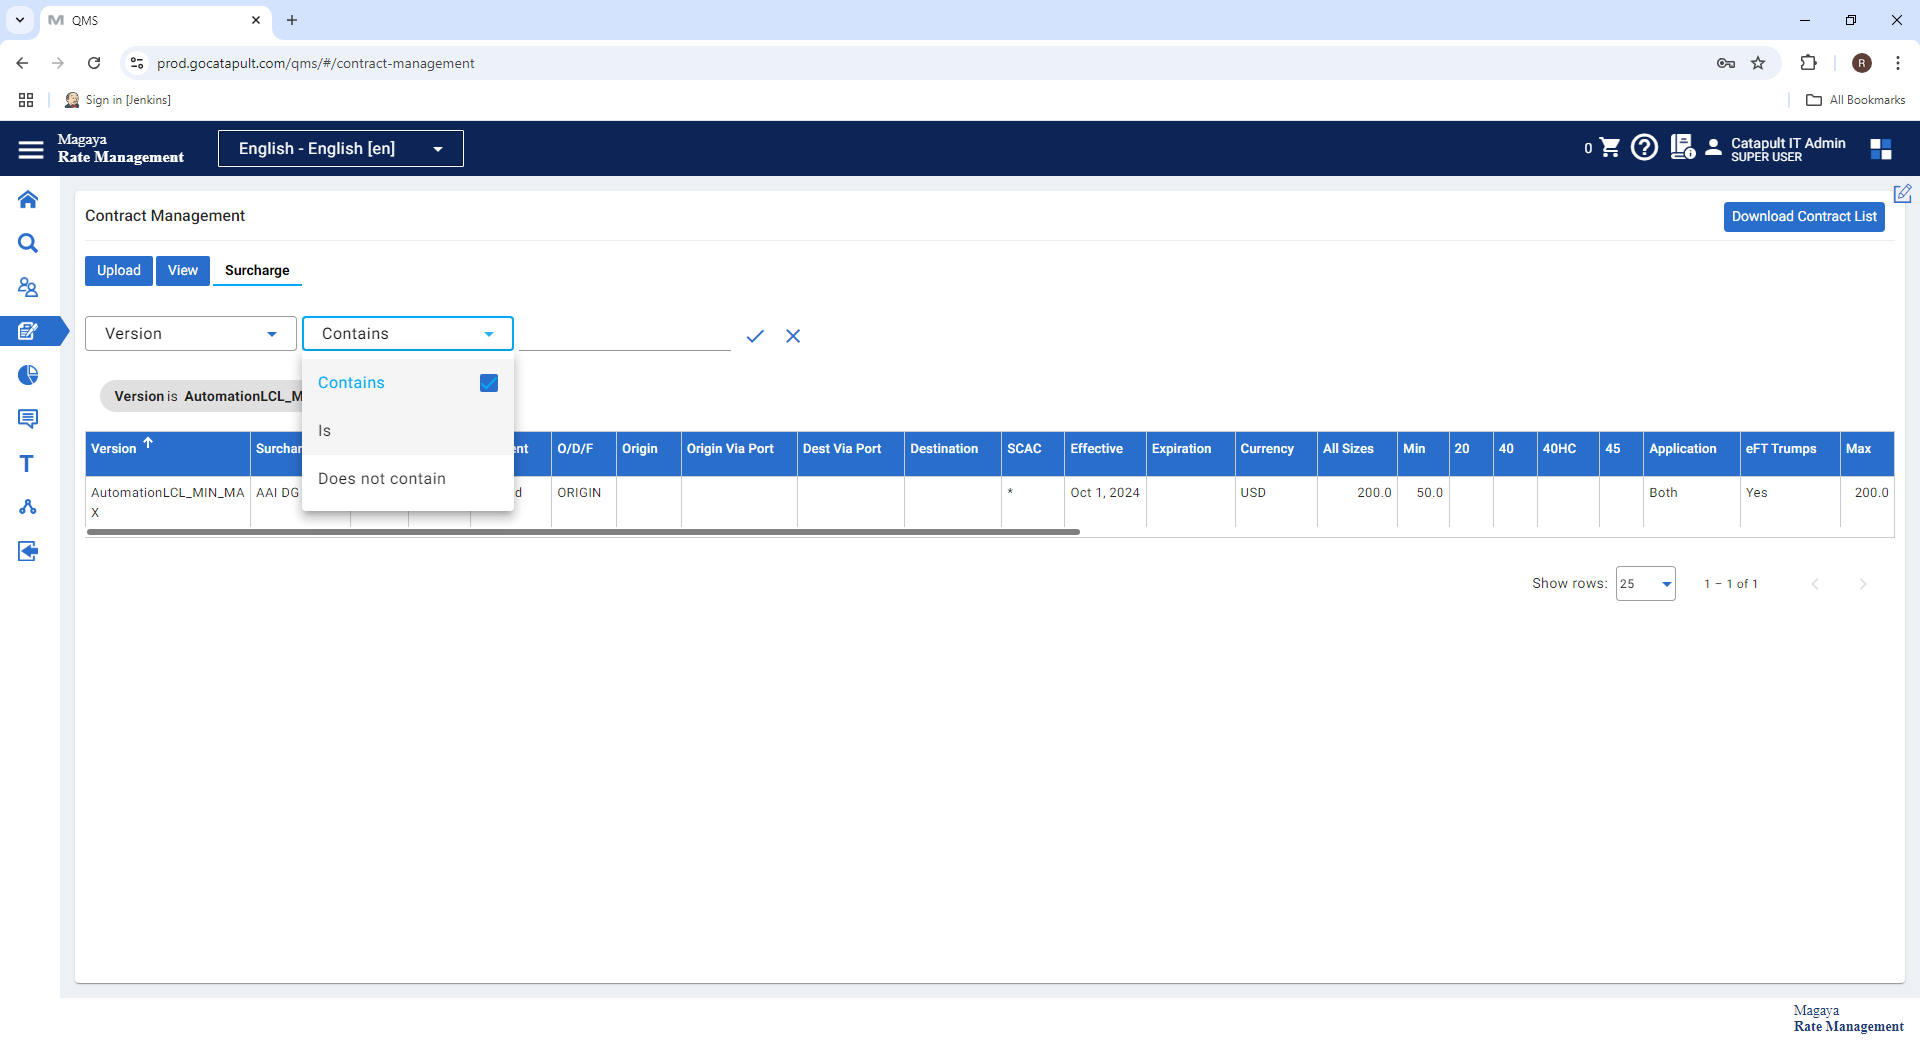 QMS
prod.gocatapult.com/qms/#/contract-management
R
Sign in [Jenkins]
All Bookmarks
Magaya
Rate Management
English - English [en]
0
Catapult IT Admin
SUPER USER
Contract Management
Download Contract List
Upload
View
Surcharge
Version
Contains
Contains
Is
Does not contain
Version is AutomationLCL_M
Version Surchar nt O/D/F Origin Origin Via Port Dest Via Port Destination SCAC Effective Expiration Currency All Sizes Min 20 40 40HC 45 Application eFT Trumps Max
AutomationLCL_MIN_MA AAI DG d ORIGIN * Oct 1, 2024 USD 200.0 50.0 Both Yes 200.0
X
Show rows: 25 1 – 1 of 1
Magaya
Rate Management